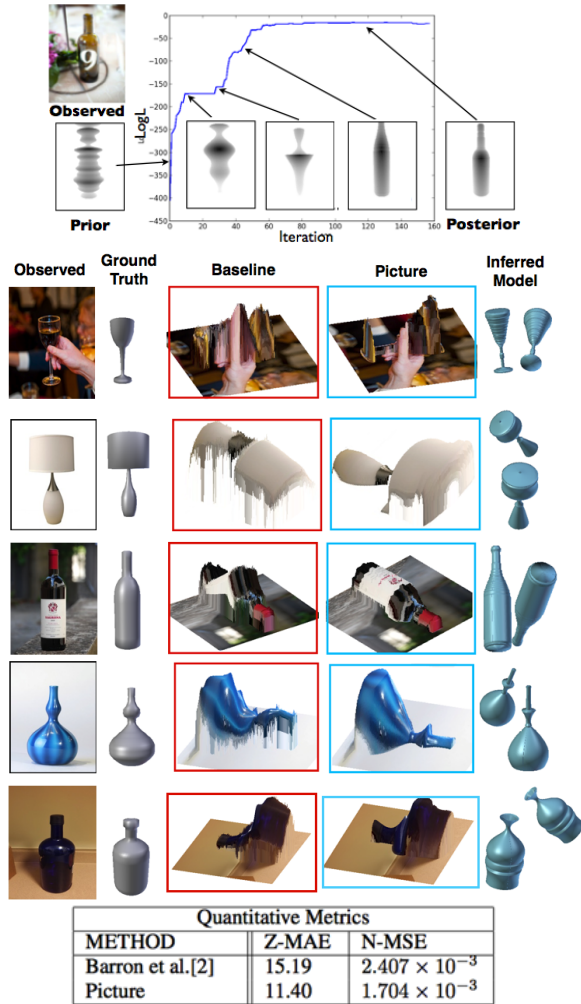 9
Observed
uLogL
0
−50
−100
−150
−200
−250
−300
−350
−400
−450
0 20 40 60 80 100 120 140 160
Prior
Iteration
Posterior
Observed
Ground Truth
Baseline
Picture
Inferred Model
Quantitative Metrics
METHOD Z-MAE N-MSE
Barron et al.[2] 15.19 2.407 × 10⁻³
Picture 11.40 1.704 × 10⁻³